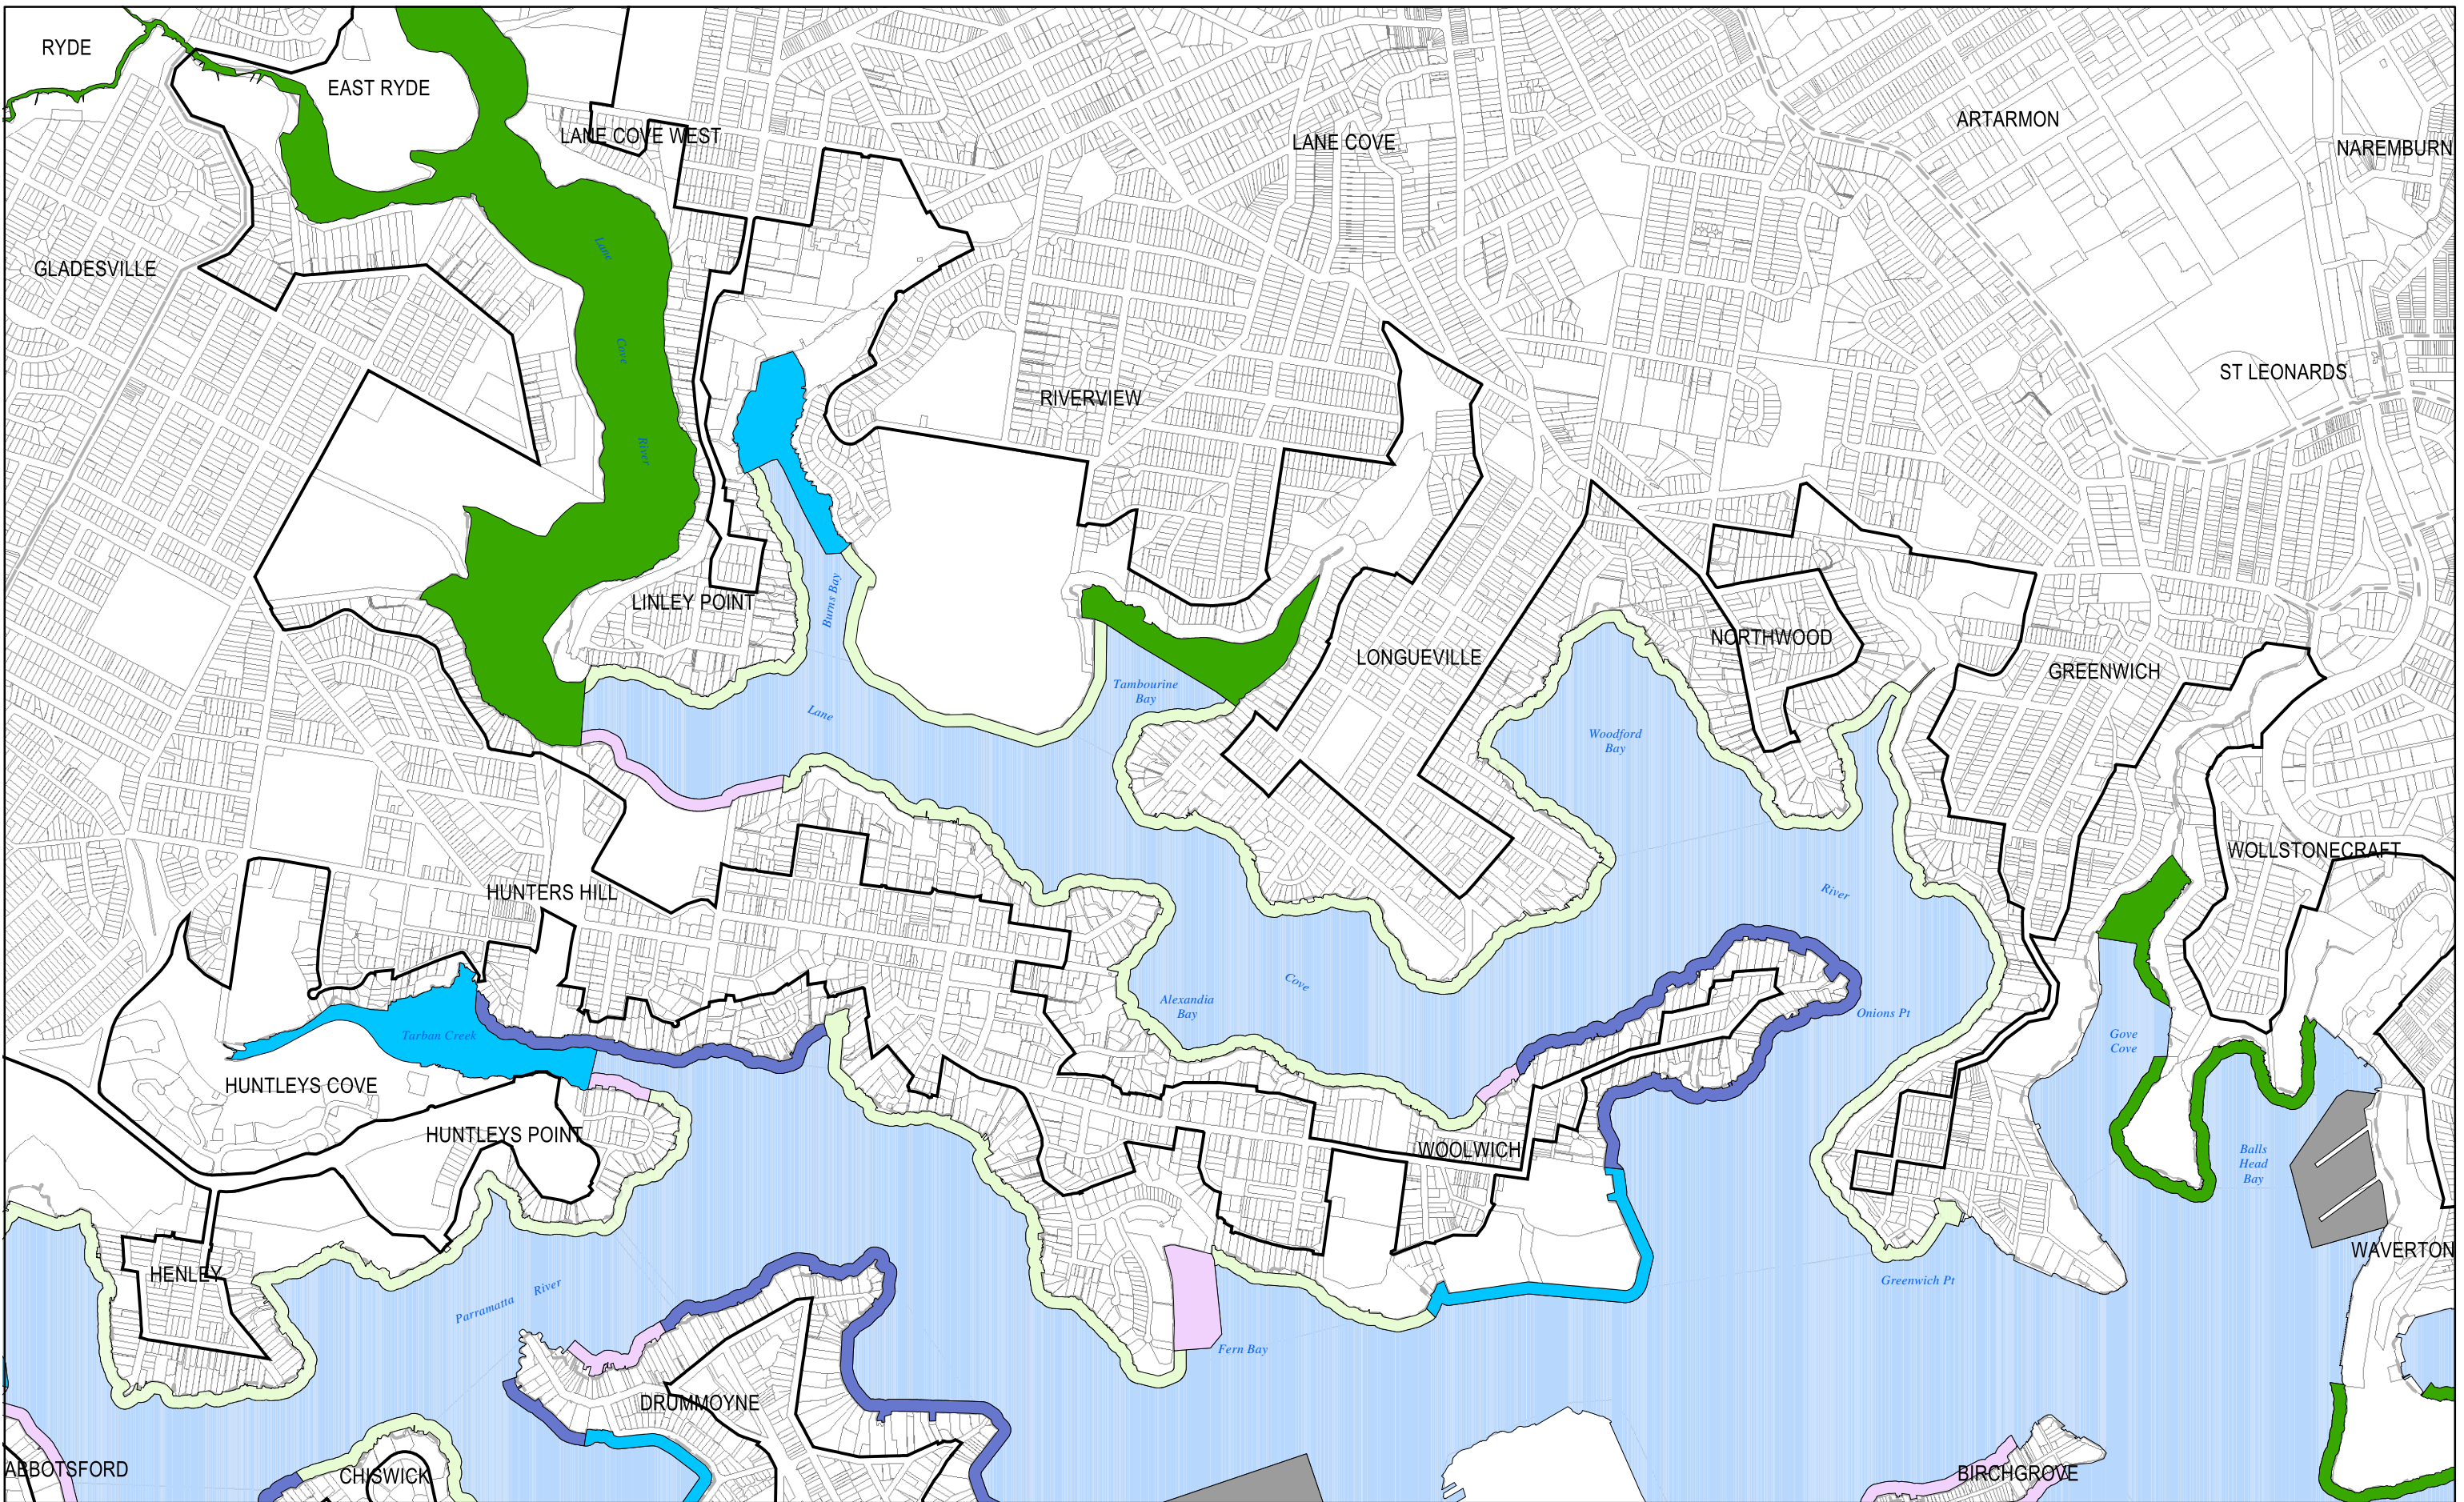 RYDE
EAST RYDE
LANE COVE WEST
LANE COVE
ARTARMON
NAREMBURN
GLADESVILLE
Lane
Cove
River
RIVERVIEW
ST LEONARDS
LINLEY POINT
Burns Bay
LONGUEVILLE
NORTHWOOD
GREENWICH
Tambourine
Bay
Lane
Woodford
Bay
WOLLSTONECRAFT
HUNTERS HILL
River
Cove
Alexandia
Bay
Onions Pt
Tarban Creek
Gove
Cove
HUNTLEYS COVE
HUNTLEYS POINT
WOOLWICH
Balls
Head
Bay
WAVERTON
HENLEY
Parramatta
River
Greenwich Pt
Fern Bay
DRUMMOYNE
ABBOTSFORD
CHISWICK
BIRCHGROVE